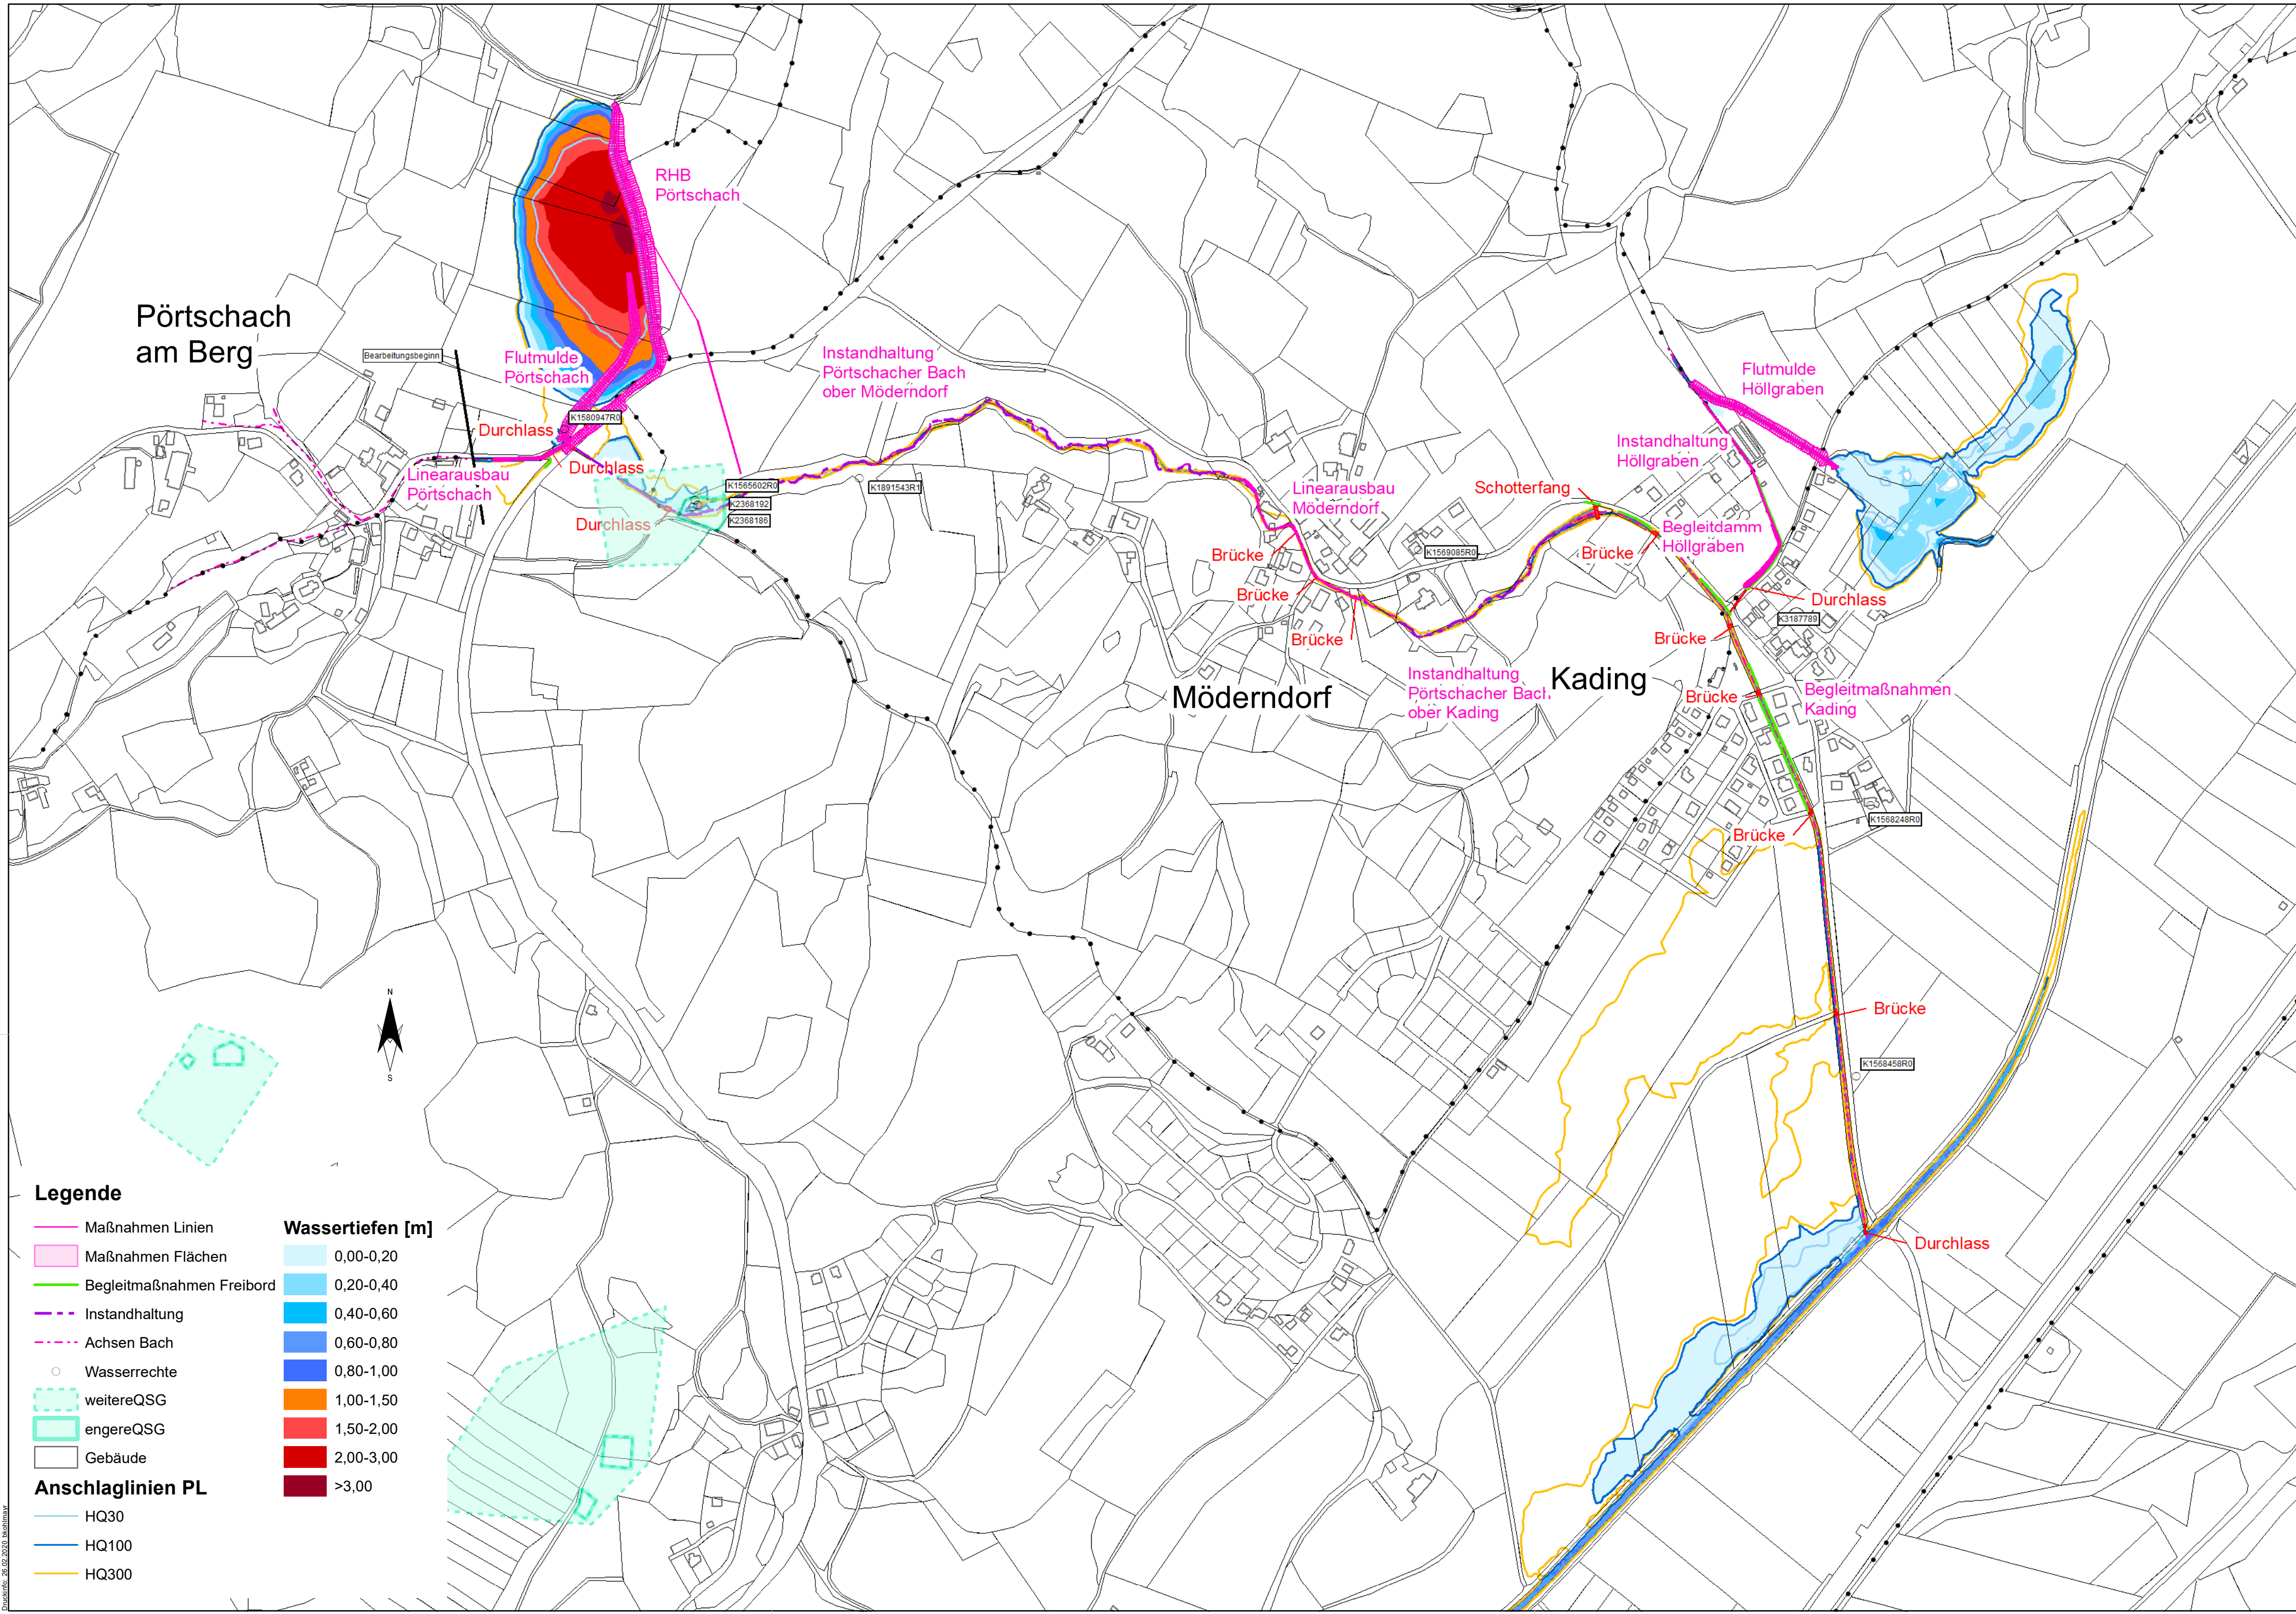 RHB
Pörtschach
Pörtschach
am Berg
Bearbeitungsbeginn
Flutmulde
Pörtschach
Instandhaltung
Pörtschacher Bach
ober Möderndorf
Flutmulde
Höllgraben
K1580947R0
Durchlass
Instandhaltung
Höllgraben
Durchlass
Linearausbau
Pörtschach
K1565602R0
K1891543R1
K2368192
K2368186
Durchlass
Linearausbau
Möderndorf
Schotterfang
Begleitdamm
Höllgraben
Brücke
K1569085R0
Brücke
Brücke
Durchlass
K3187789
Brücke
Brücke
Instandhaltung
Pörtschacher Bach
ober Kading
Kading
Möderndorf
Brücke
Begleitmaßnahmen
Kading
K1568248R0
Brücke
N
S
Brücke
K1568458R0
Durchlass
Legende
Maßnahmen Linien
Maßnahmen Flächen
Begleitmaßnahmen Freibord
Instandhaltung
Achsen Bach
Wasserrechte
weitereQSG
engereQSG
Gebäude
Anschlaglinien PL
HQ30
HQ100
HQ300
Wassertiefen [m]
0,00-0,20
0,20-0,40
0,40-0,60
0,60-0,80
0,80-1,00
1,00-1,50
1,50-2,00
2,00-3,00
>3,00
Druckinfo: 26.02.2020 bkohlmayr